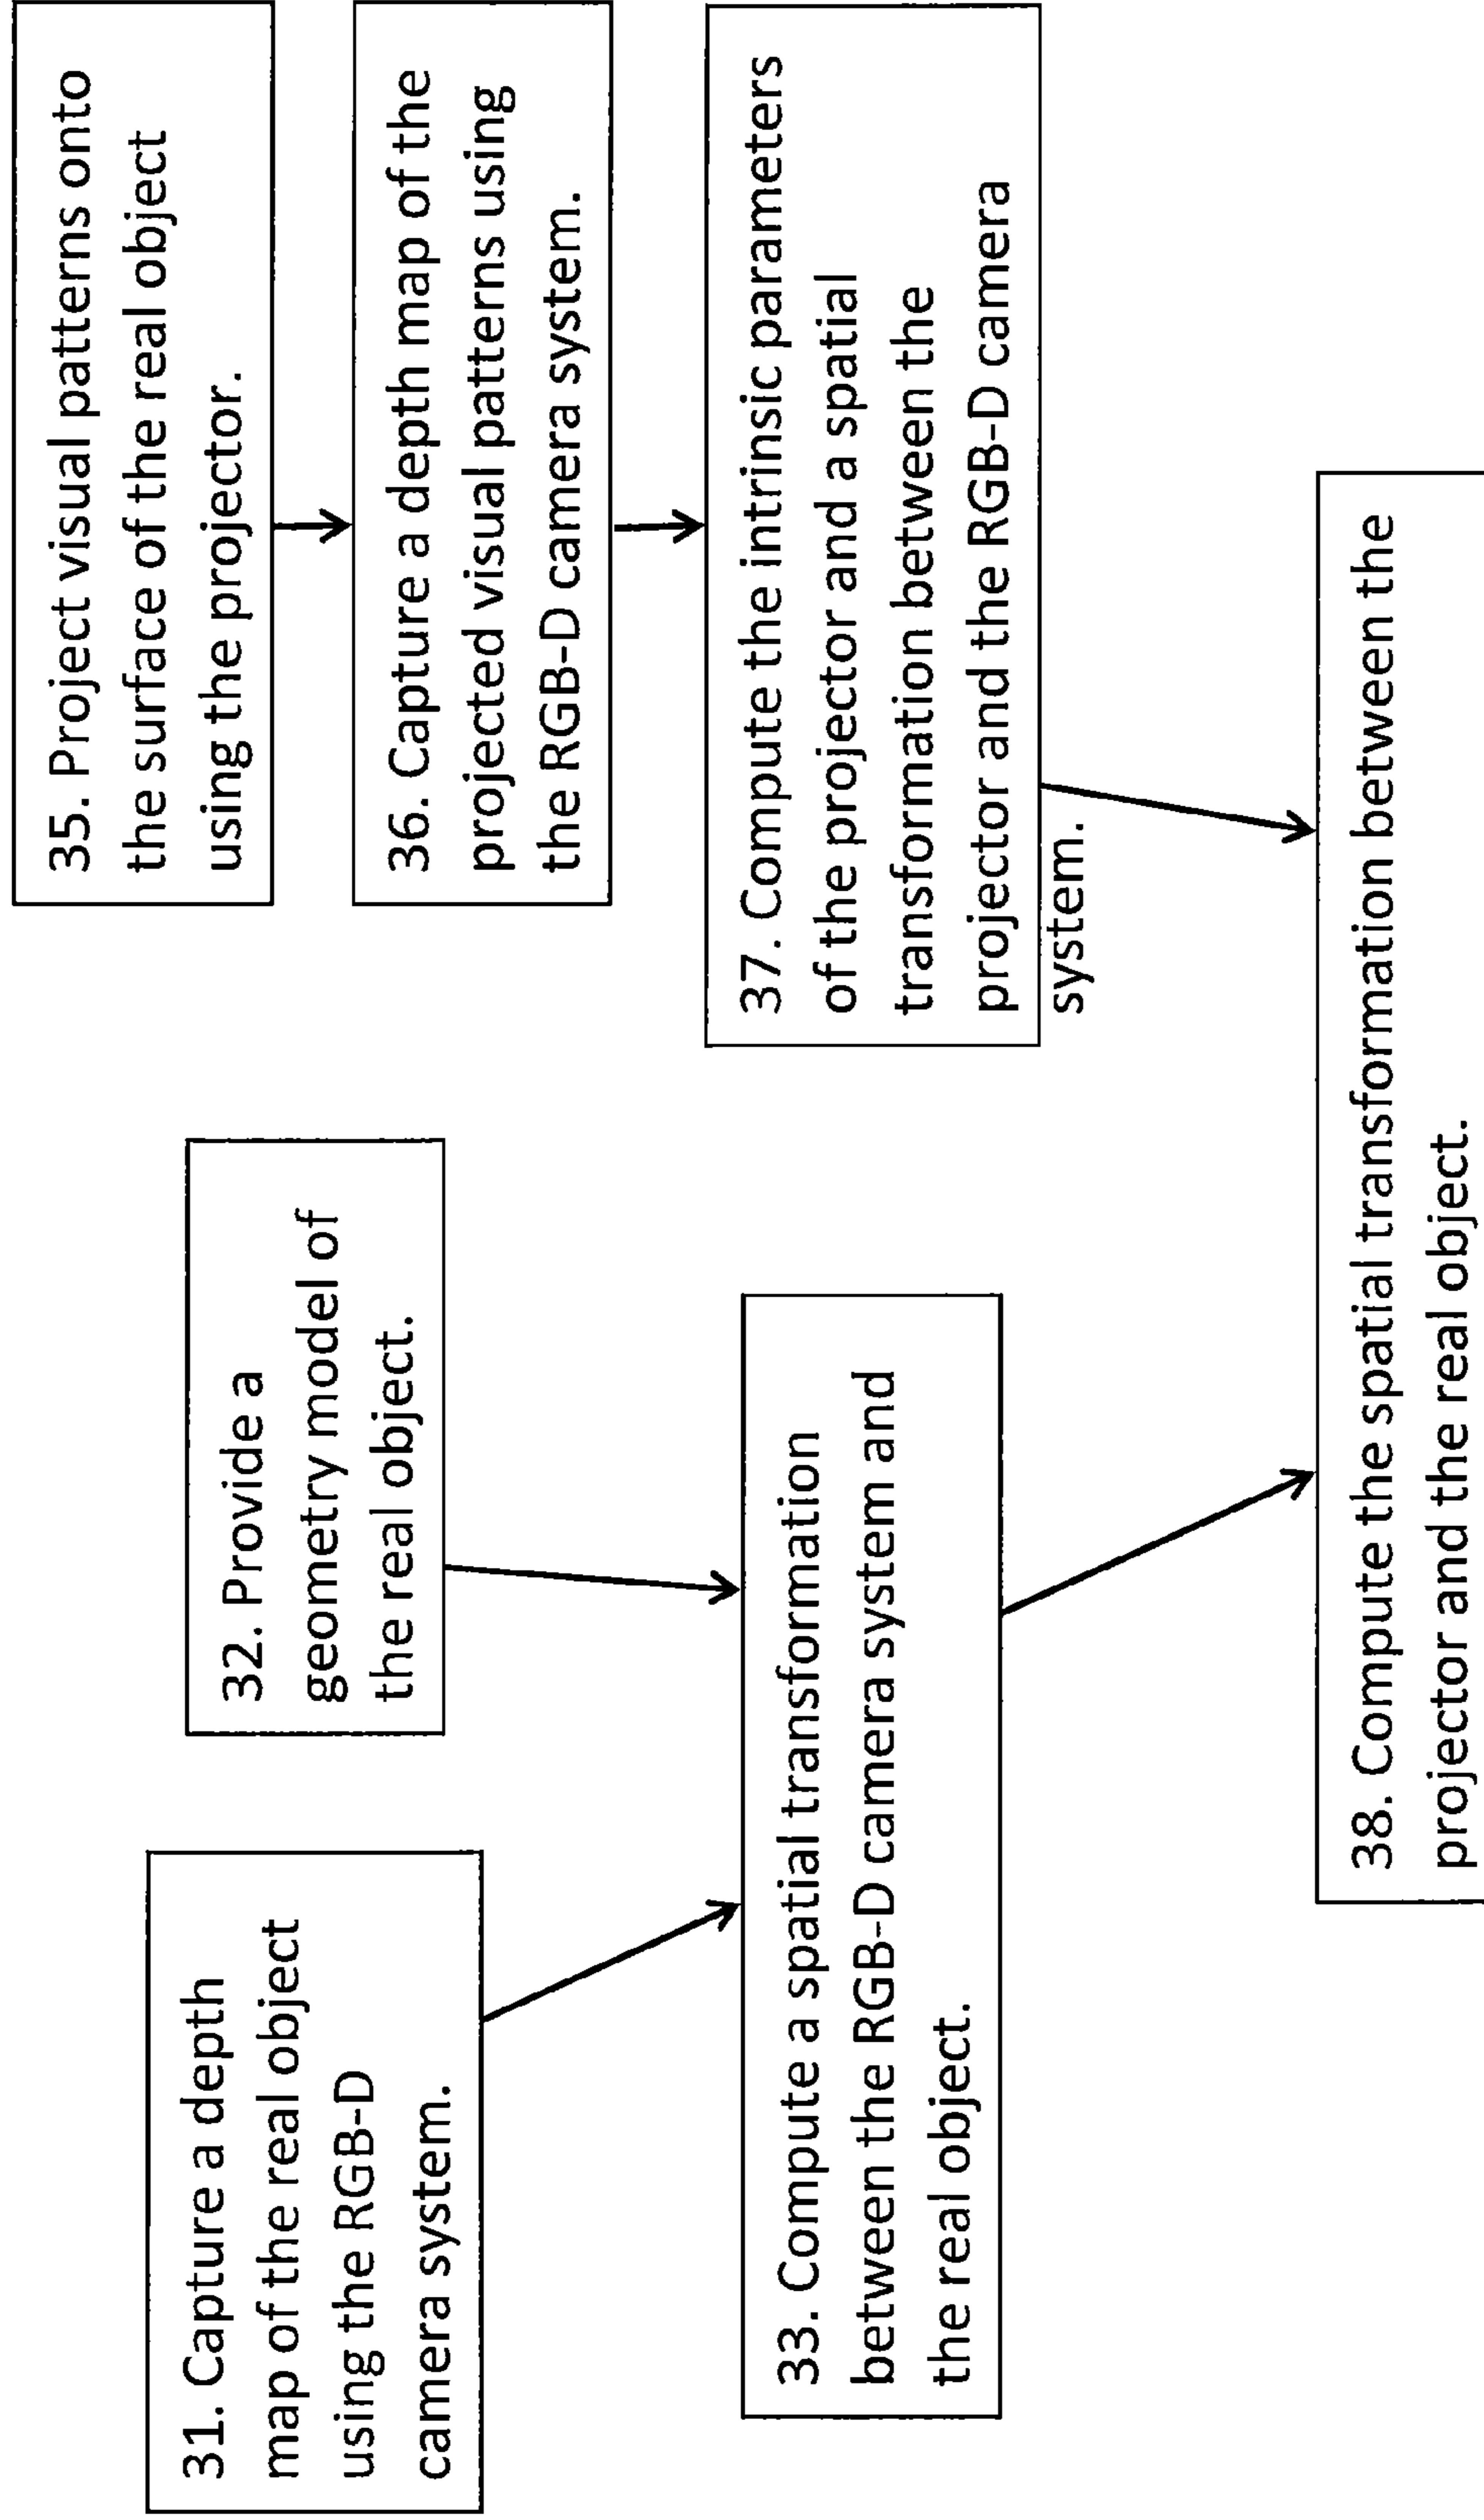 31. Capture a depth
map of the real object
using the RGB-D
camera system.
32. Provide a
geometry model of
the real object.
33. Compute a spatial transformation
between the RGB-D camera system and
the real object.
35. Project visual patterns onto
the surface of the real object
using the projector.
36. Capture a depth map of the
projected visual patterns using
the RGB-D camera system.
37. Compute the intrinsic parameters
of the projector and a spatial
transformation between the
projector and the RGB-D camera
system.
38. Compute the spatial transformation between the
projector and the real object.